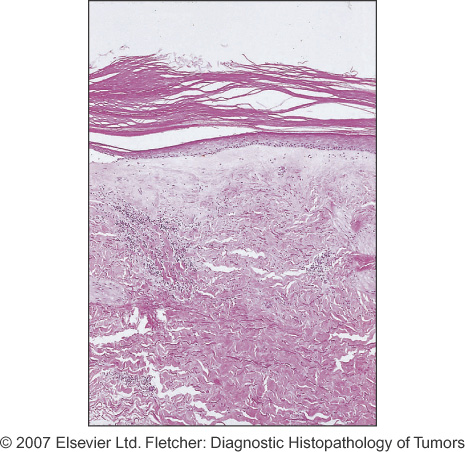 © 2007 Elsevier Ltd. Fletcher: Diagnostic Histopathology of Tumors